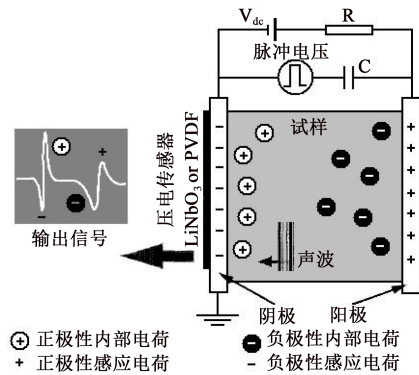 V_dc
R
脉冲电压
C
试样
压电传感器
LiNbO₃ or PVDF
声波
输出信号
阴极
阳极
正极性内部电荷
负极性内部电荷
+ 正极性感应电荷
- 负极性感应电荷